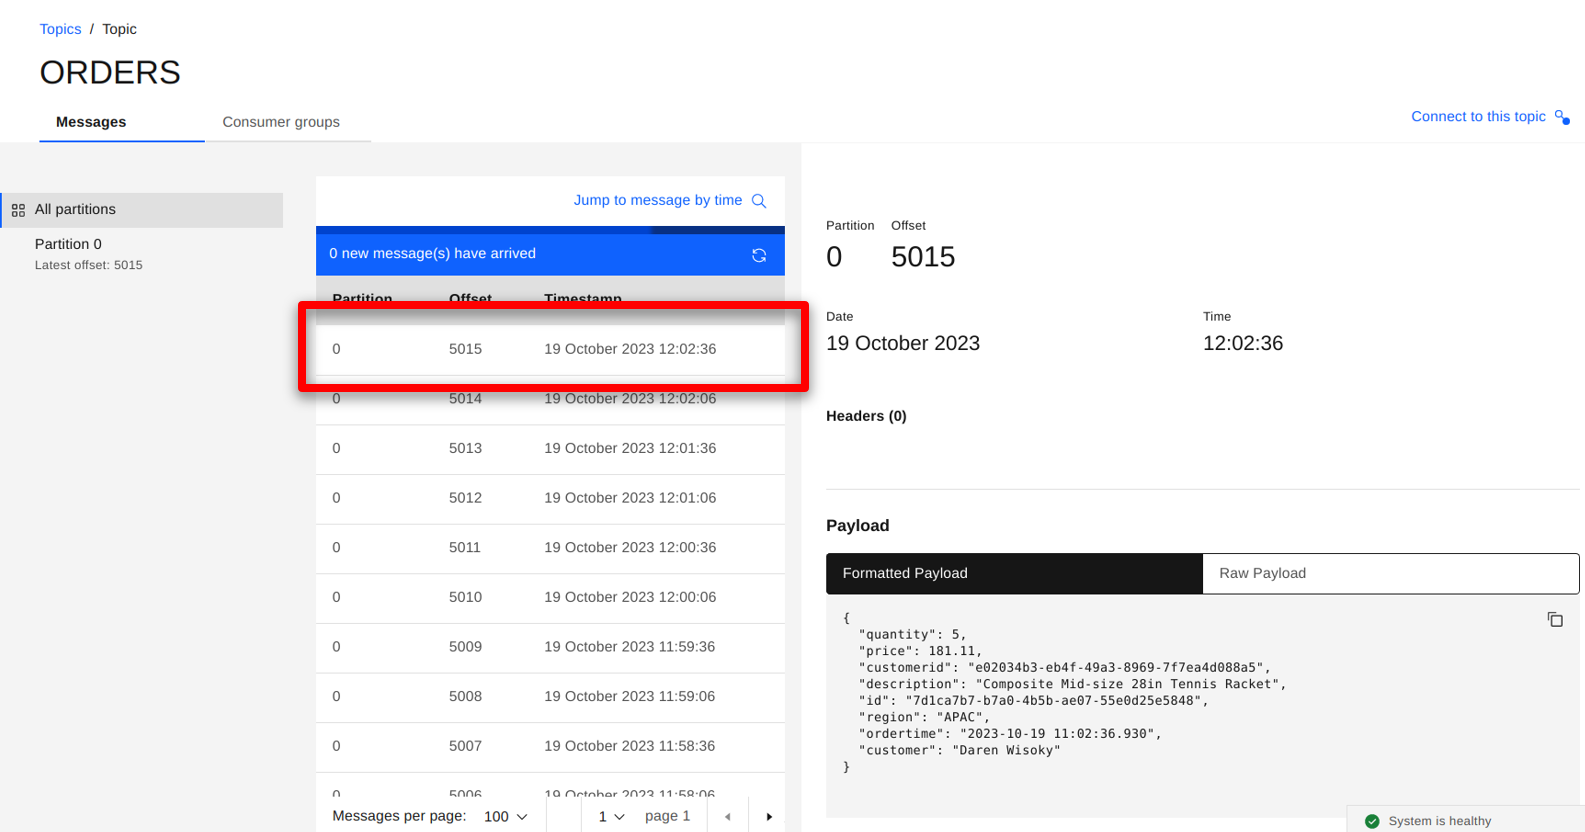 Topics / Topic
ORDERS
Messages
Consumer groups
Connect to this topic
All partitions
Partition 0
Latest offset: 5015
Jump to message by time
0 new message(s) have arrived
Partition Offset Timestamp
0 5015 19 October 2023 12:02:36
0 5014 19 October 2023 12:02:06
0 5013 19 October 2023 12:01:36
0 5012 19 October 2023 12:01:06
0 5011 19 October 2023 12:00:36
0 5010 19 October 2023 12:00:06
0 5009 19 October 2023 11:59:36
0 5008 19 October 2023 11:59:06
0 5007 19 October 2023 11:58:36
0 5006 19 October 2023 11:58:06
Messages per page: 100 1 page 1
Partition Offset
0 5015
Date Time
19 October 2023 12:02:36
Headers (0)
Payload
Formatted Payload Raw Payload
{
"quantity": 5,
"price": 181.11,
"customerid": "e02034b3-eb4f-49a3-8969-7f7ea4d088a5",
"description": "Composite Mid-size 28in Tennis Racket",
"id": "7d1ca7b7-b7a0-4b5b-ae07-55e0d25e5848",
"region": "APAC",
"ordertime": "2023-10-19 11:02:36.930",
"customer": "Daren Wisoky"
}
System is healthy